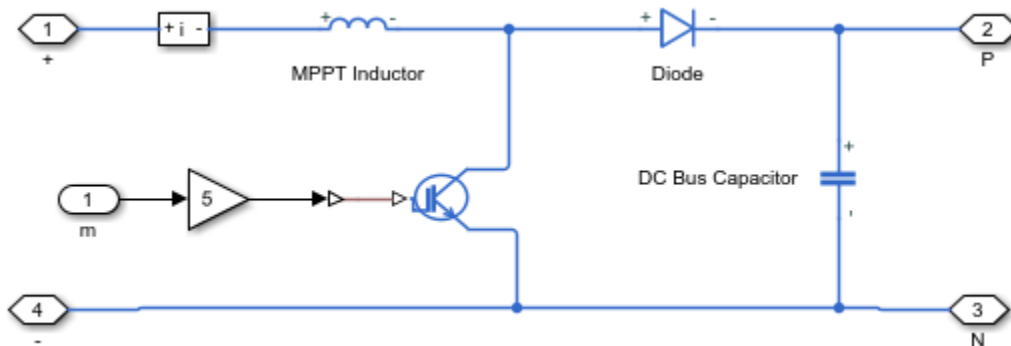 1
+
+ i -
+ -
MPPT Inductor
+ -
Diode
2
P
1
m
5
DC Bus Capacitor
+
-
4
-
3
N